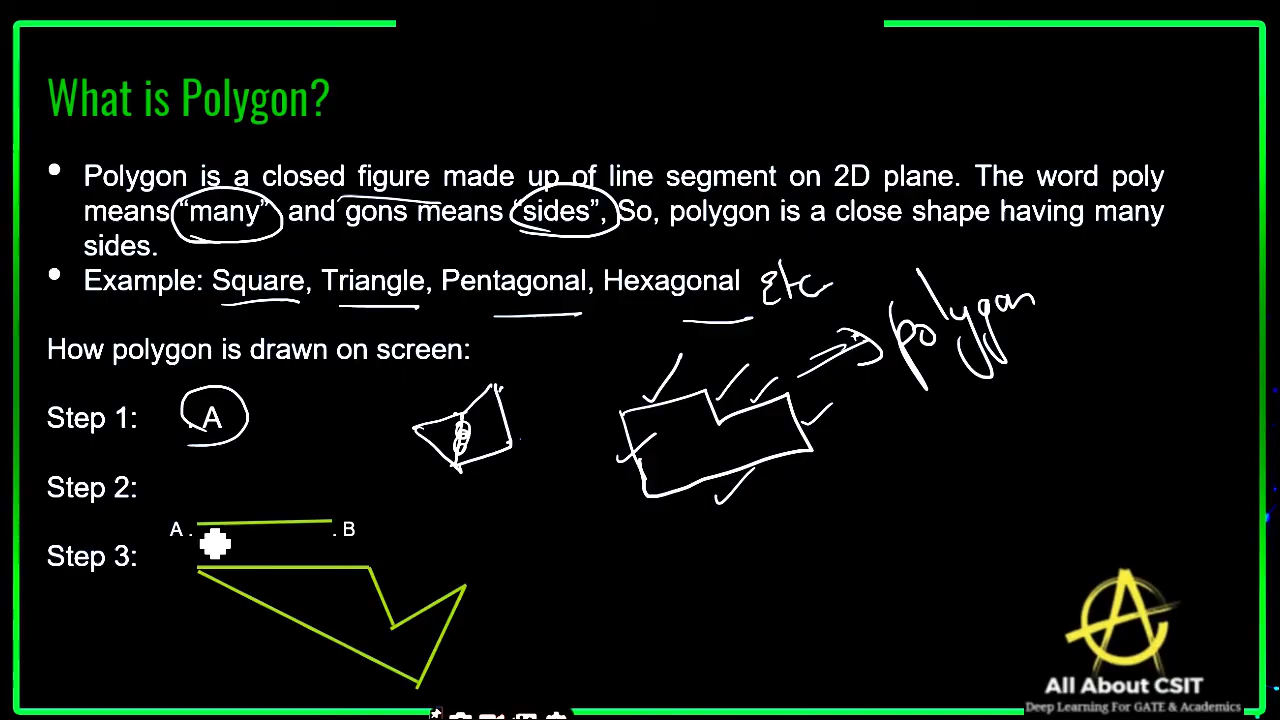 What is Polygon?
• Polygon is a closed figure made up of line segment on 2D plane. The word poly
means “many” and gons means “sides”, So, polygon is a close shape having many
sides.
• Example: Square, Triangle, Pentagonal, Hexagonal etc
polygon
How polygon is drawn on screen:
Step 1: . A
Step 2:
A . . B
Step 3:
All About CSIT
Deep Learning For GATE & Academics